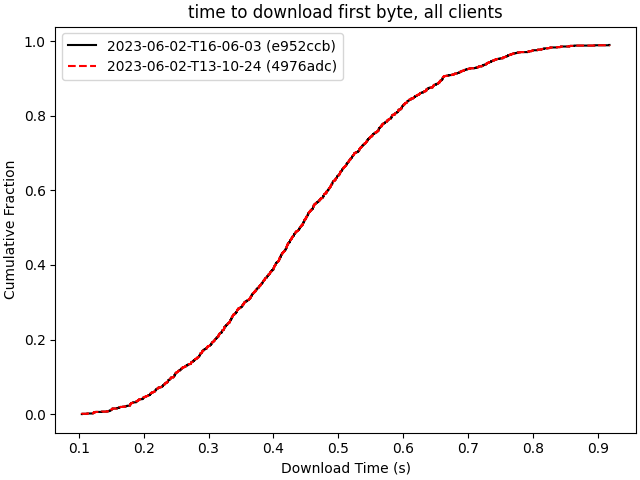 time to download first byte, all clients
2023-06-02-T16-06-03 (e952ccb)
2023-06-02-T13-10-24 (4976adc)
Cumulative Fraction
1.0
0.8
0.6
0.4
0.2
0.0
0.1 0.2 0.3 0.4 0.5 0.6 0.7 0.8 0.9
Download Time (s)